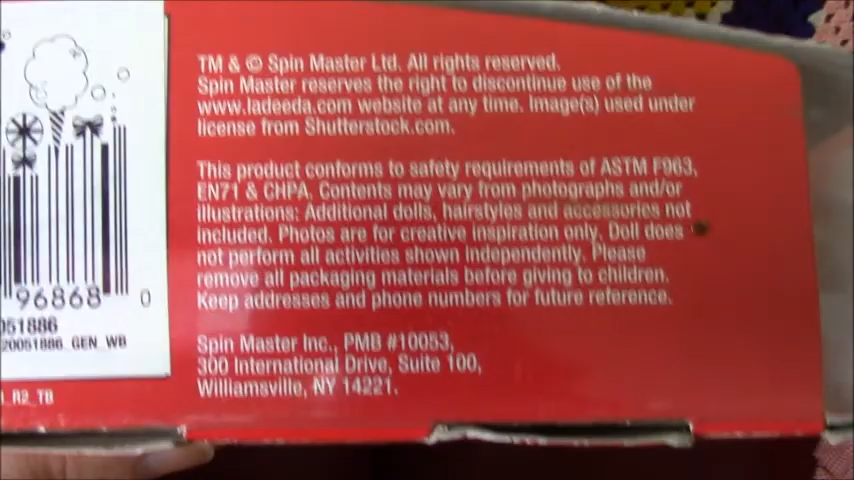 TM & © Spin Master Ltd. All rights reserved.
Spin Master reserves the right to discontinue use of the
www.ladeeda.com website at any time. Image(s) used under
license from Shutterstock.com.
This product conforms to safety requirements of ASTM F963,
EN71 & CHPA. Contents may vary from photographs and/or
illustrations: Additional dolls, hairstyles and accessories not
included. Photos are for creative inspiration only. Doll does
not perform all activities shown independently. Please
remove all packaging materials before giving to children.
Keep addresses and phone numbers for future reference.
Spin Master Inc., PMB #10053,
300 International Drive, Suite 100,
Williamsville, NY 14221.
96868 0
051886
20051886_GEN_WB
R2_TB